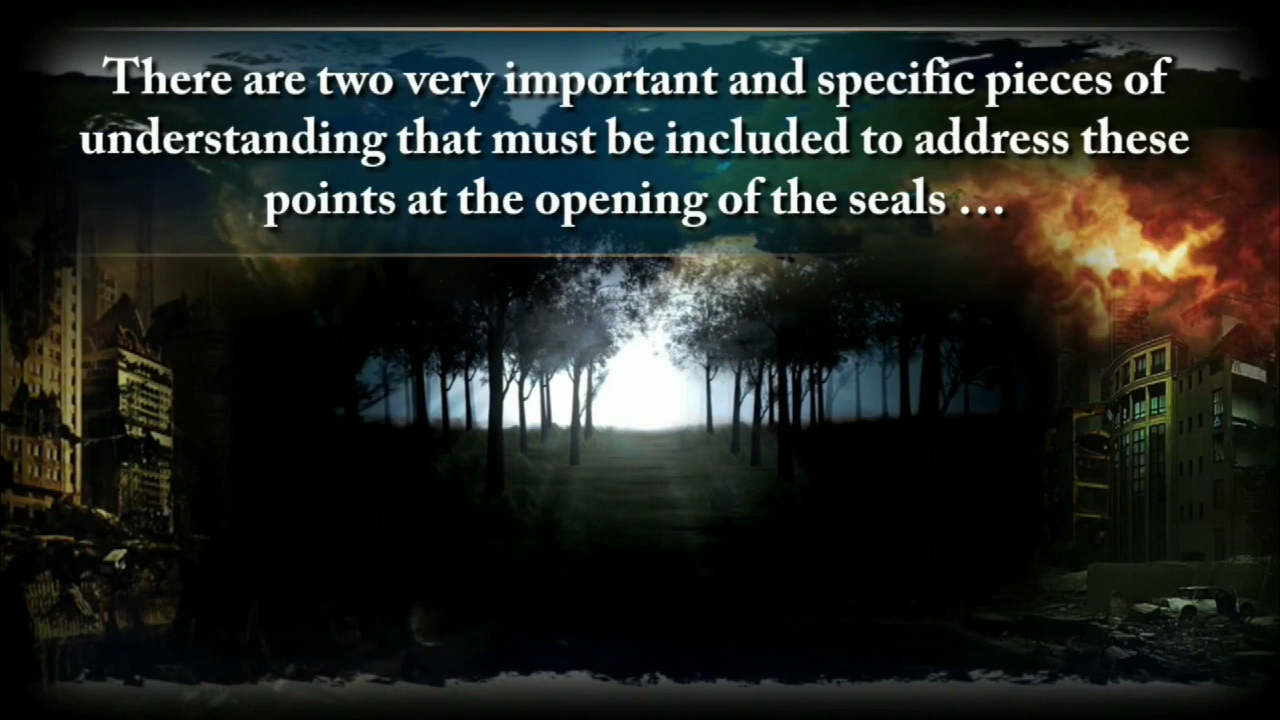 There are two very important and specific pieces of
understanding that must be included to address these
points at the opening of the seals …